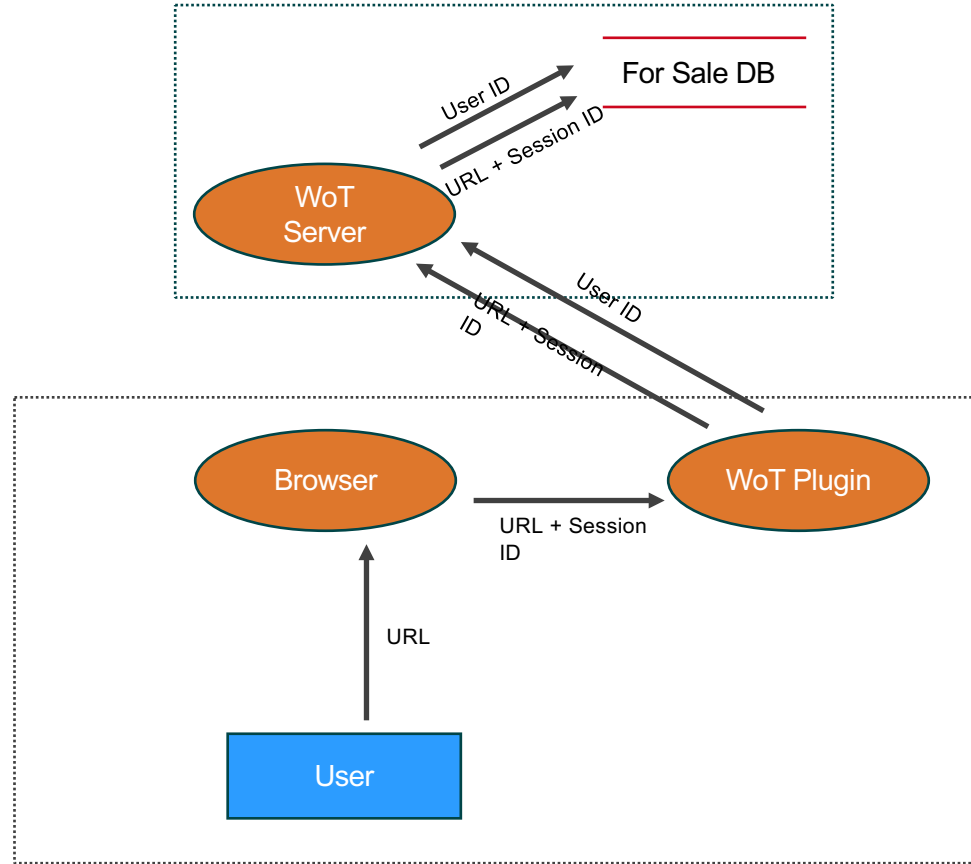 For Sale DB
User ID
URL + Session ID
WoT
Server
User ID
URL + Session
ID
Browser
WoT Plugin
URL + Session
ID
URL
User